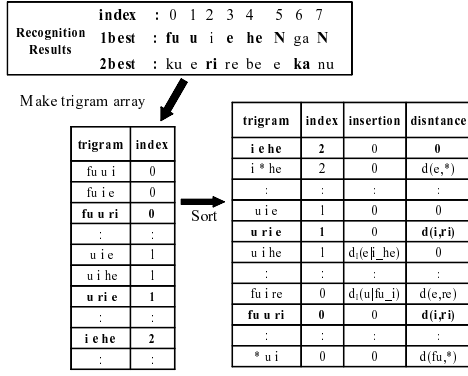 index : 0 1 2 3 4 5 6 7
Recognition Results
1best : fu u i e he N ga N
2best : ku e ri re be e ka nu
Make trigram array
trigram index
fu u i 0
fu i e 0
fu u ri 0
: :
u i e 1
u i he 1
u ri e 1
: :
i e he 2
: :
Sort
trigram index insertion disntance
i e he 2 0 0
i * he 2 0 d(e,*)
: : : :
u i e 1 0 0
u ri e 1 0 d(i,ri)
u i he 1 d₁(e|i_he) 0
: : : :
fu i re 0 d₁(u|fu_i) d(e,re)
fu u ri 0 0 d(i,ri)
: : : :
* u i 0 0 d(fu,*)